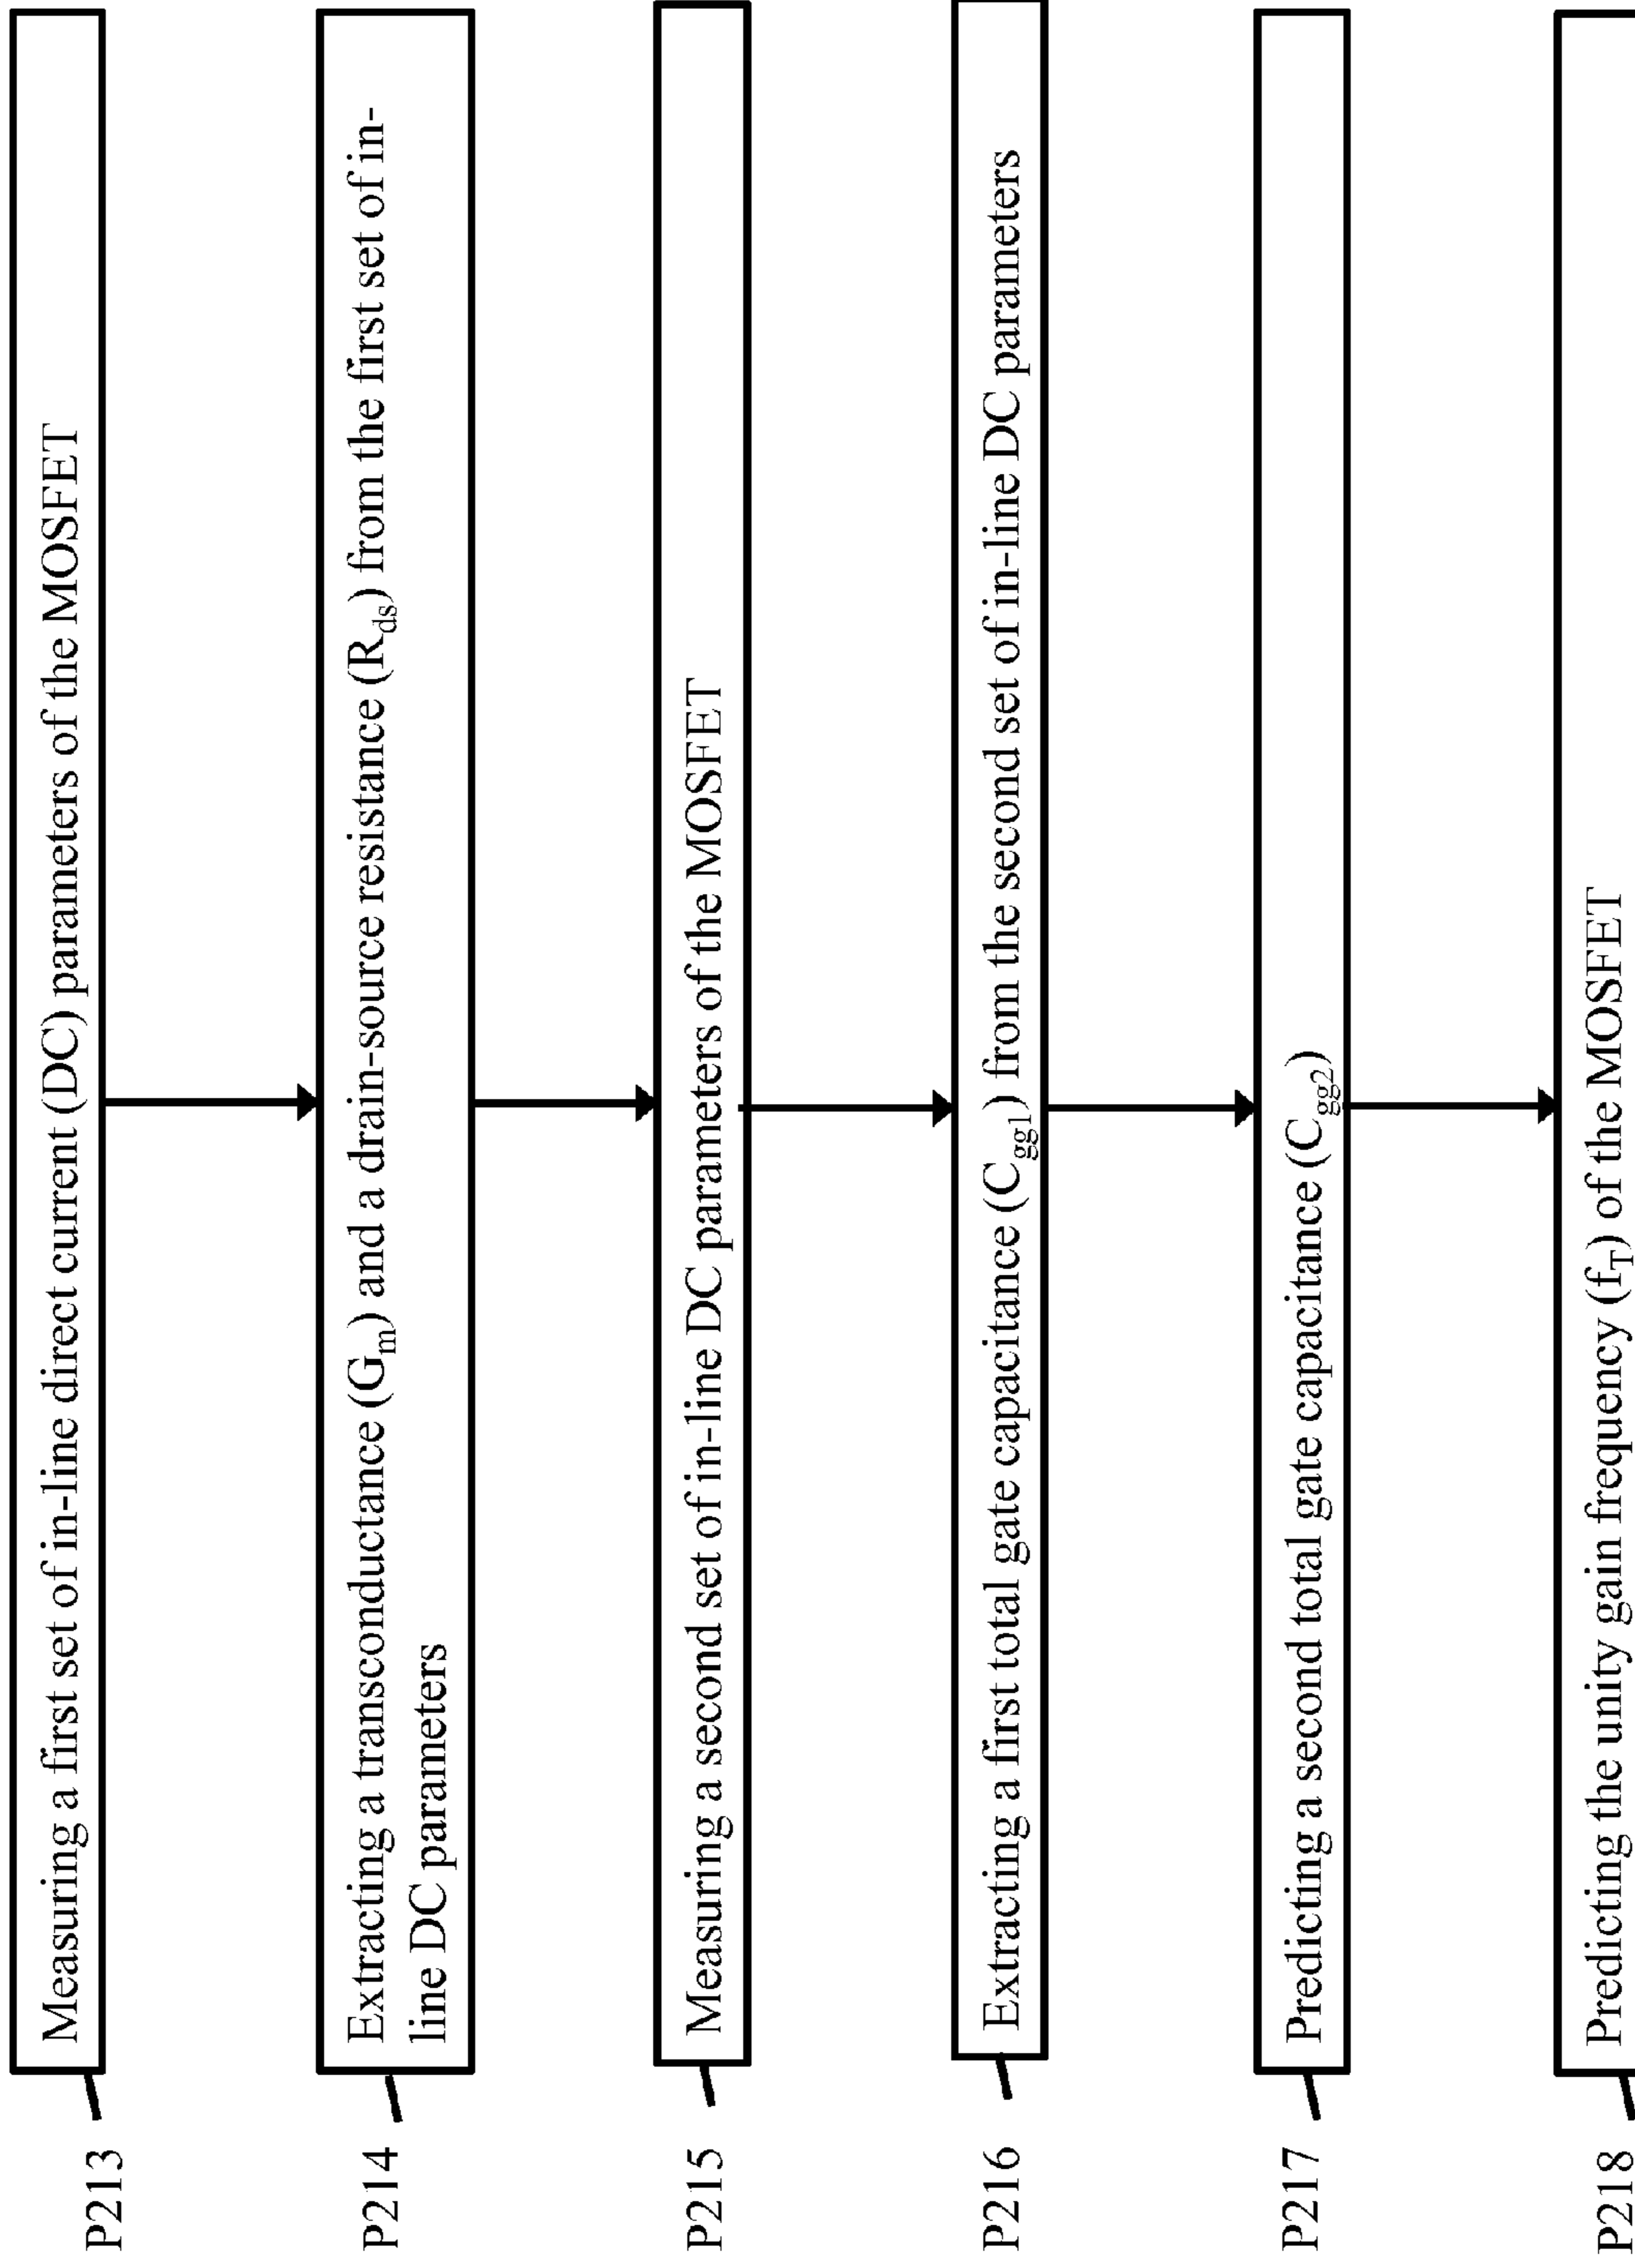 P213
Measuring a first set of in-line direct current (DC) parameters of the MOSFET
P214
Extracting a transconductance (Gm) and a drain-source resistance (Rds) from the first set of in-
line DC parameters
P215
Measuring a second set of in-line DC parameters of the MOSFET
P216
Extracting a first total gate capacitance (Cgg1) from the second set of in-line DC parameters
P217
Predicting a second total gate capacitance (Cgg2)
P218
Predicting the unity gain frequency (fT) of the MOSFET